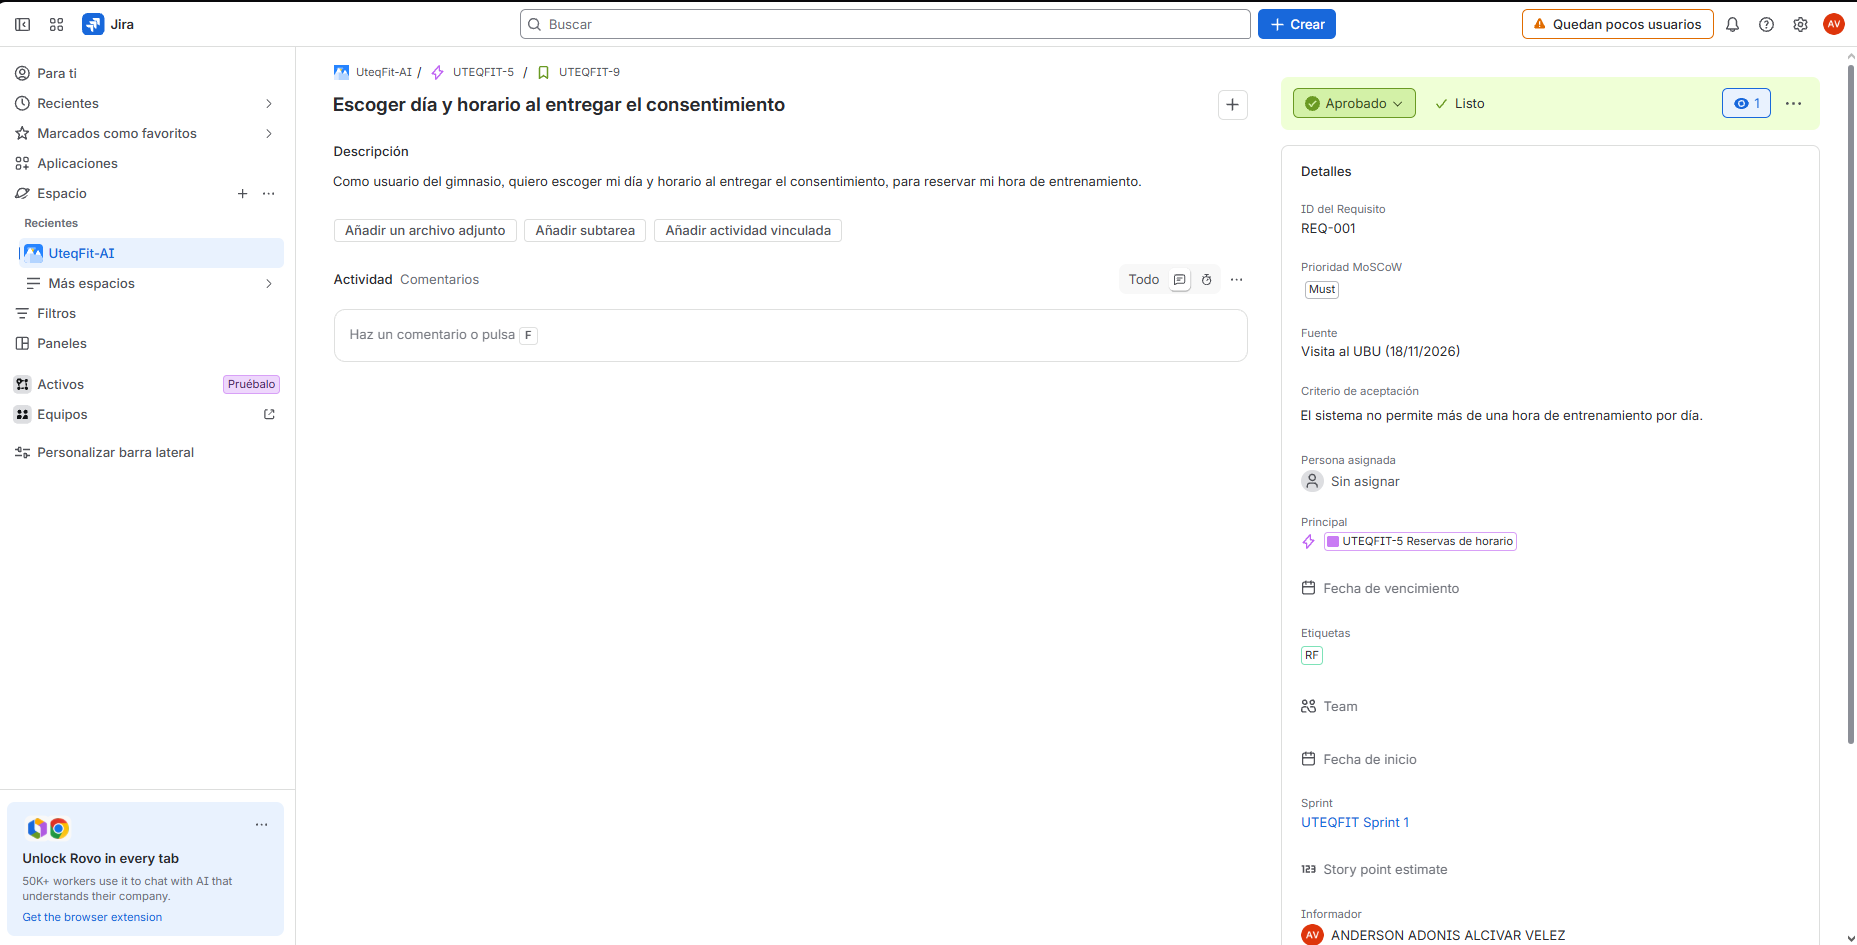 Jira
Buscar
Crear
Quedan pocos usuarios
AV
Para ti
Recientes
Marcados como favoritos
Aplicaciones
Espacio
Recientes
UteqFit-AI
Más espacios
Filtros
Paneles
Activos
Pruébalo
Equipos
Personalizar barra lateral
Unlock Rovo in every tab
50K+ workers use it to chat with AI that
understands their company.
Get the browser extension
UteqFit-AI / UTEQFIT-5 / UTEQFIT-9
Escoger día y horario al entregar el consentimiento
Descripción
Como usuario del gimnasio, quiero escoger mi día y horario al entregar el consentimiento, para reservar mi hora de entrenamiento.
Añadir un archivo adjunto
Añadir subtarea
Añadir actividad vinculada
Actividad Comentarios
Todo
Haz un comentario o pulsa F
Aprobado
Listo
1
Detalles
ID del Requisito
REQ-001
Prioridad MoSCoW
Must
Fuente
Visita al UBU (18/11/2026)
Criterio de aceptación
El sistema no permite más de una hora de entrenamiento por día.
Persona asignada
Sin asignar
Principal
UTEQFIT-5 Reservas de horario
Fecha de vencimiento
Etiquetas
RF
Team
Fecha de inicio
Sprint
UTEQFIT Sprint 1
123 Story point estimate
Informador
AV ANDERSON ADONIS ALCIVAR VELEZ